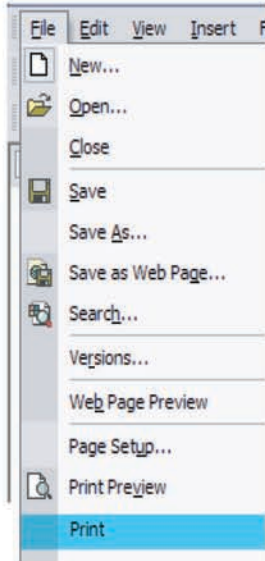 File Edit View Insert F
New...
Open...
Close
Save
Save As...
Save as Web Page...
Search...
Versions...
Web Page Preview
Page Setup...
Print Preview
Print